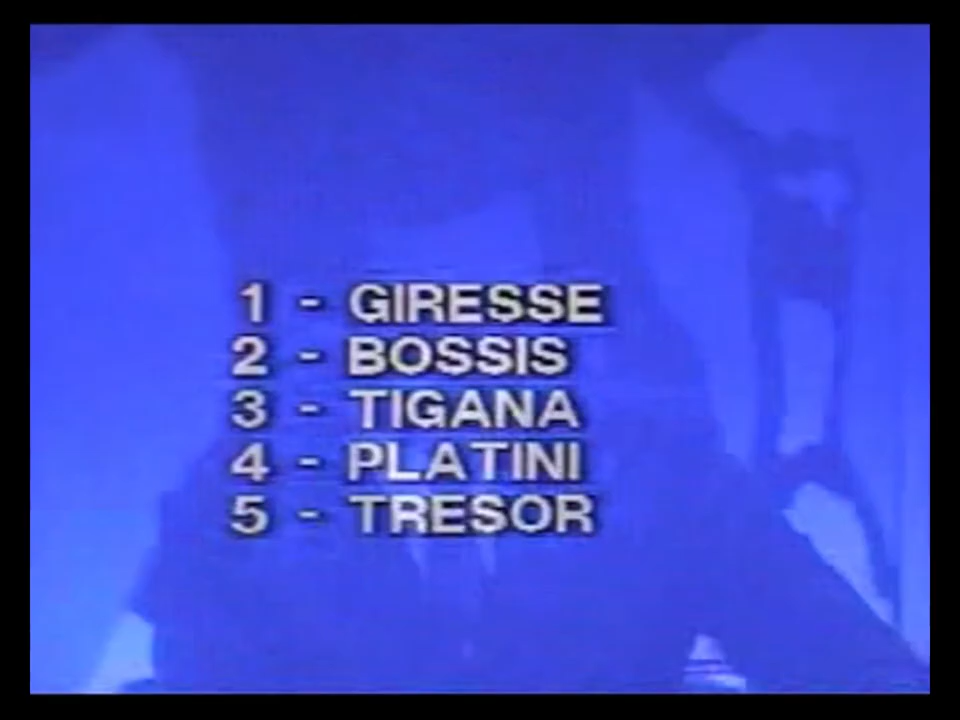 1 - GIRESSE
2 - BOSSIS
3 - TIGANA
4 - PLATINI
5 - TRESOR